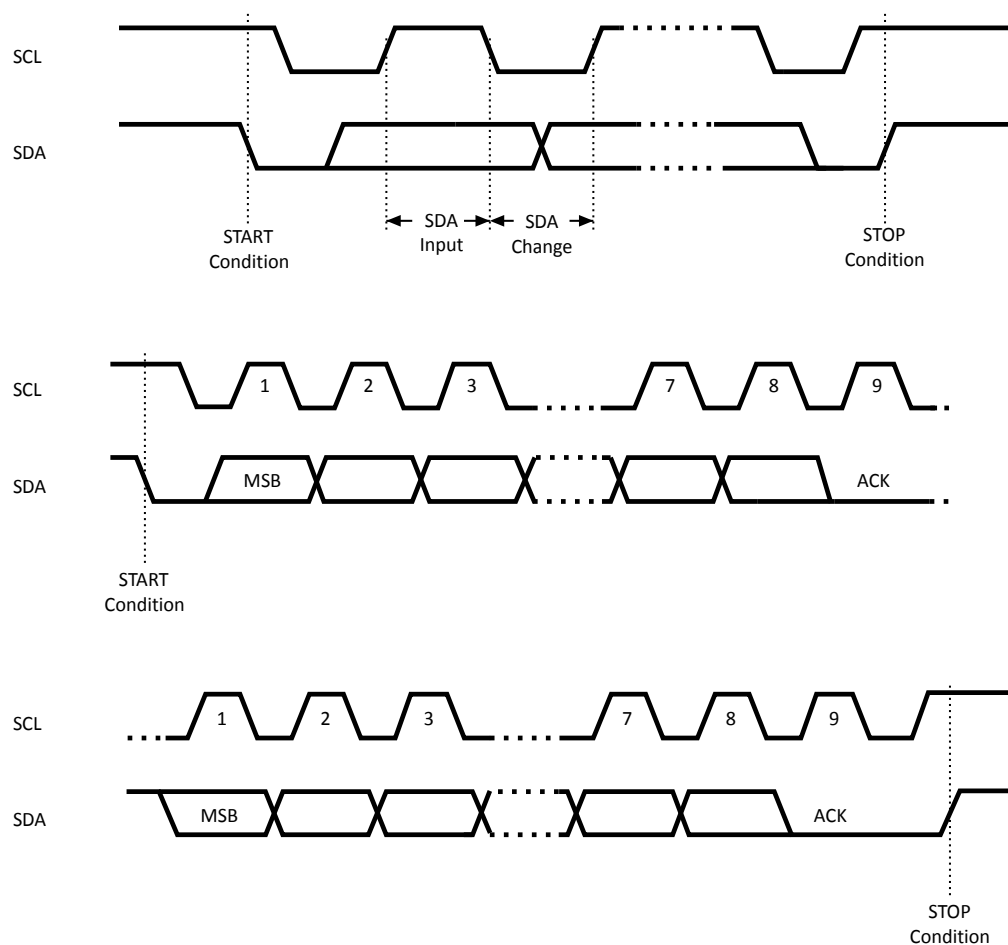 SCL
SDA
SDA
Input
SDA
Change
START
Condition
STOP
Condition
SCL
1
2
3
7
8
9
SDA
MSB
ACK
START
Condition
SCL
1
2
3
7
8
9
SDA
MSB
ACK
STOP
Condition